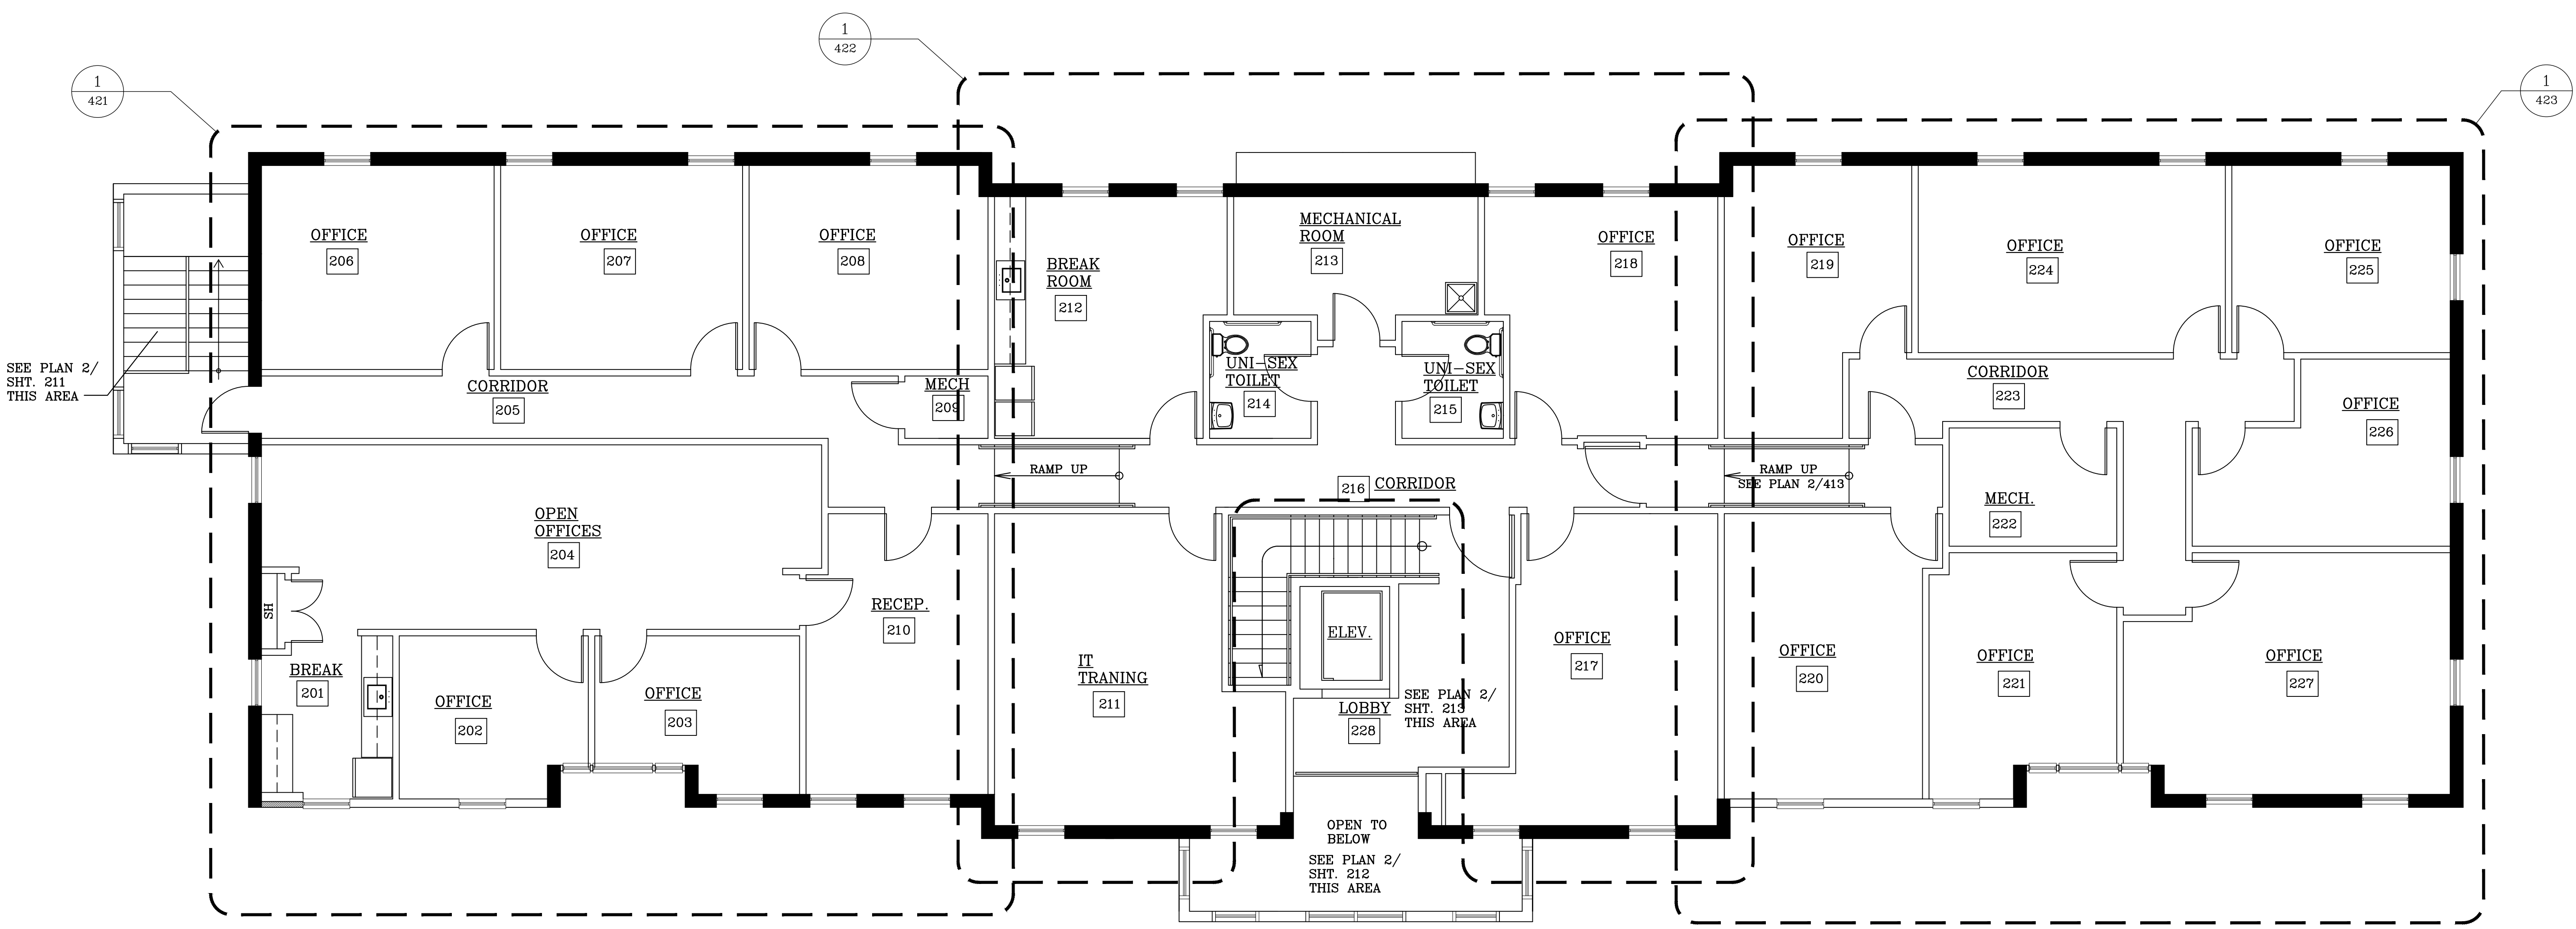 1
422
1
421
1
423
OFFICE
206
OFFICE
207
OFFICE
208
BREAK
ROOM
212
MECHANICAL
ROOM
213
OFFICE
218
OFFICE
219
OFFICE
224
OFFICE
225
SEE PLAN 2/
SHT. 211
THIS AREA
CORRIDOR
205
MECH
209
UNI-SEX
TOILET
214
UNI-SEX
TOILET
215
CORRIDOR
223
OFFICE
226
RAMP UP
216 CORRIDOR
RAMP UP
SEE PLAN 2/413
MECH.
222
OPEN
OFFICES
204
SH
RECEP.
210
ELEV.
BREAK
201
OFFICE
202
OFFICE
203
IT
TRANING
211
LOBBY
228
SEE PLAN 2/
SHT. 213
THIS AREA
OFFICE
217
OFFICE
220
OFFICE
221
OFFICE
227
OPEN TO
BELOW
SEE PLAN 2/
SHT. 212
THIS AREA